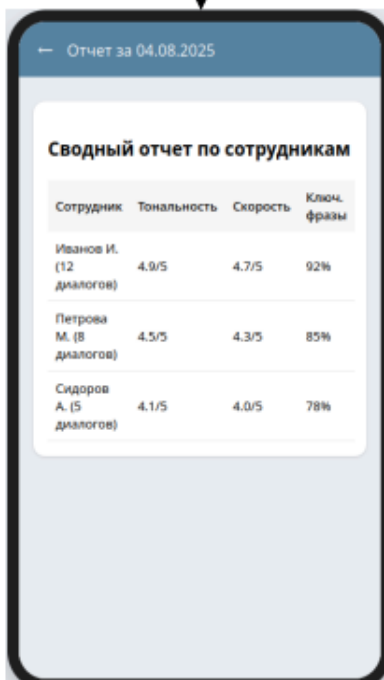 ← Отчет за 04.08.2025
Сводный отчет по сотрудникам
Сотрудник Тональность Скорость Ключ. фразы
Иванов И. (12 диалогов) 4.9/5 4.7/5 92%
Петрова М. (8 диалогов) 4.5/5 4.3/5 85%
Сидоров А. (5 диалогов) 4.1/5 4.0/5 78%